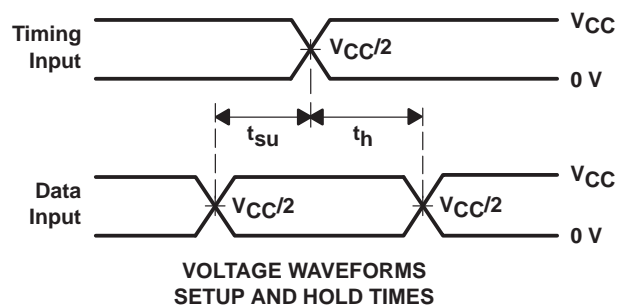 Timing
Input
VCC
VCC/2
0 V
tsu
th
Data
Input
VCC
VCC/2
VCC/2
0 V
VOLTAGE WAVEFORMS
SETUP AND HOLD TIMES